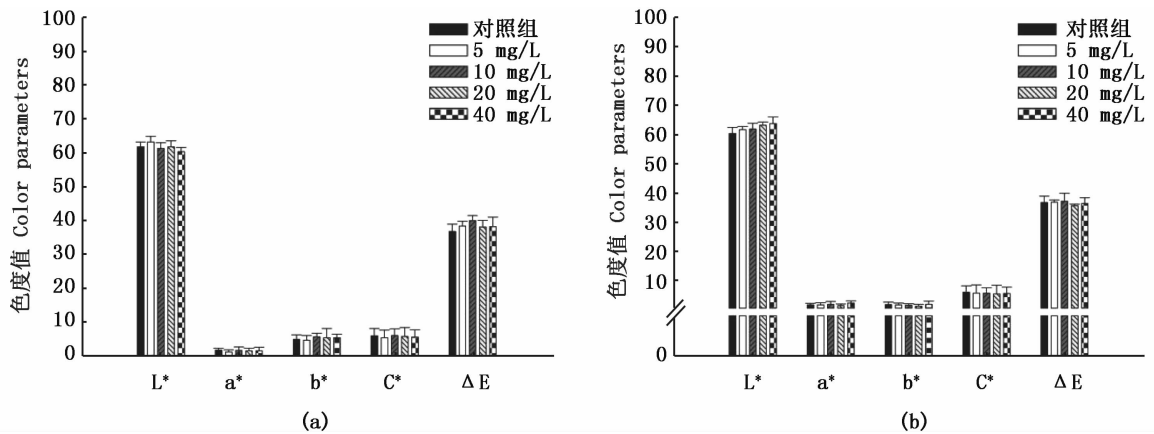 色度值 Color parameters
100
90
80
70
60
50
40
30
20
10
0
对照组
5 mg/L
10 mg/L
20 mg/L
40 mg/L
L* a* b* C* ΔE
(a)
色度值 Color parameters
100
90
80
70
60
50
40
30
20
10
0
对照组
5 mg/L
10 mg/L
20 mg/L
40 mg/L
L* a* b* C* ΔE
(b)